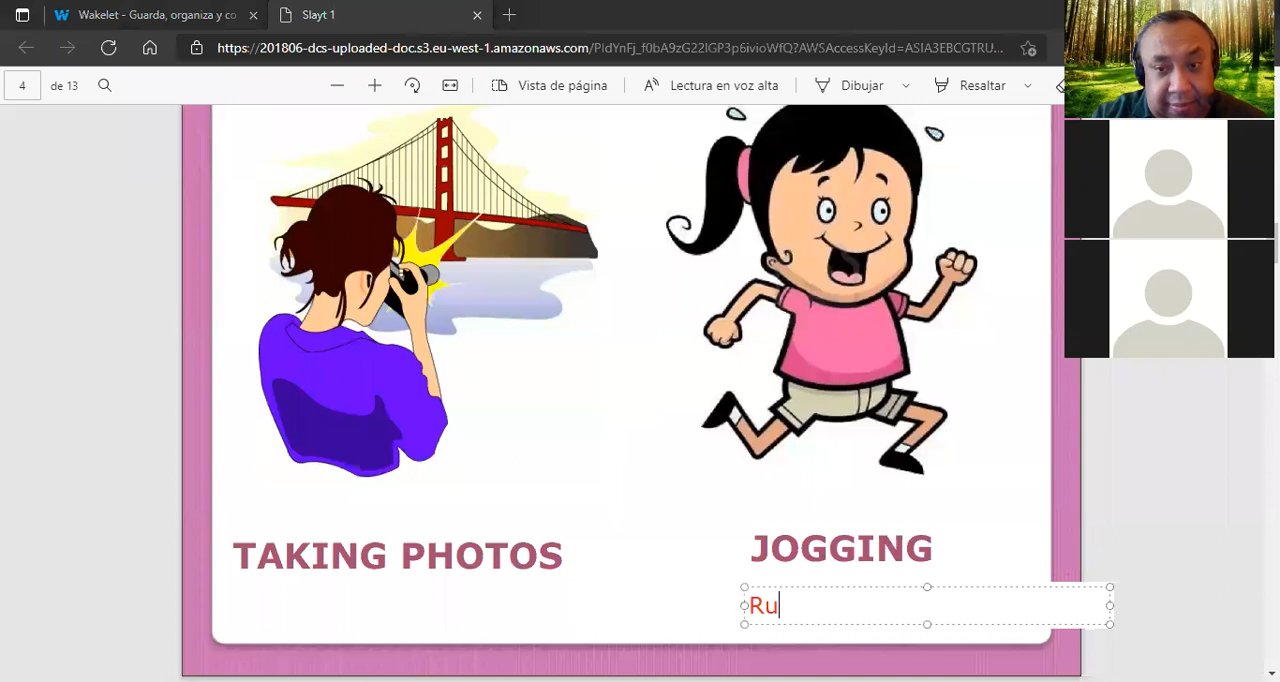 Wakelet - Guarda, organiza y co
Slayt 1
https://201806-dcs-uploaded-doc.s3.eu-west-1.amazonaws.com/PIdYnFj_f0bA9zG22IGP3p6ivioWfQ?AWSAccessKeyId=ASIA3EBCGTRU...
4 de 13
Vista de página
Lectura en voz alta
Dibujar
Resaltar
TAKING PHOTOS
JOGGING
Ru